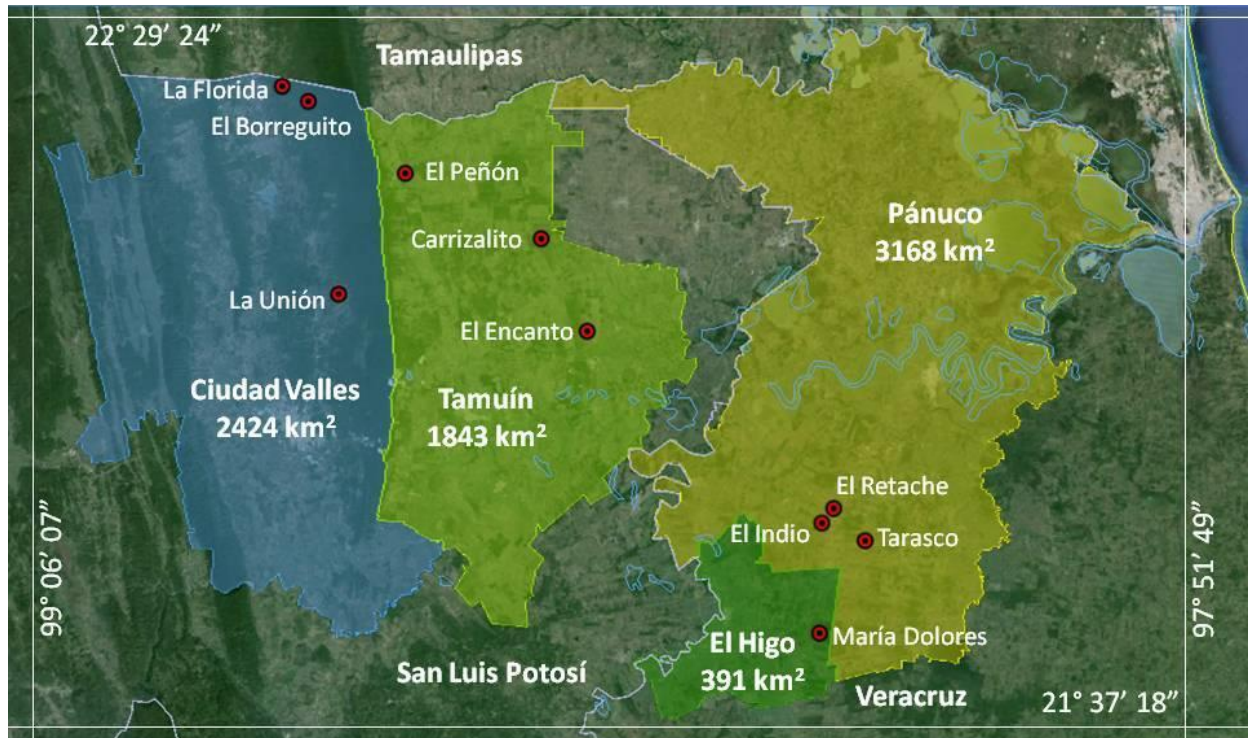 22° 29’ 24”
Tamaulipas
La Florida
El Borreguito
El Peñón
Pánuco
3168 km²
Carrizalito
La Unión
El Encanto
Ciudad Valles
2424 km²
Tamuín
1843 km²
El Retache
El Indio
Tarasco
99° 06’ 07”
97° 51’ 49”
María Dolores
El Higo
391 km²
San Luis Potosí
Veracruz
21° 37’ 18”